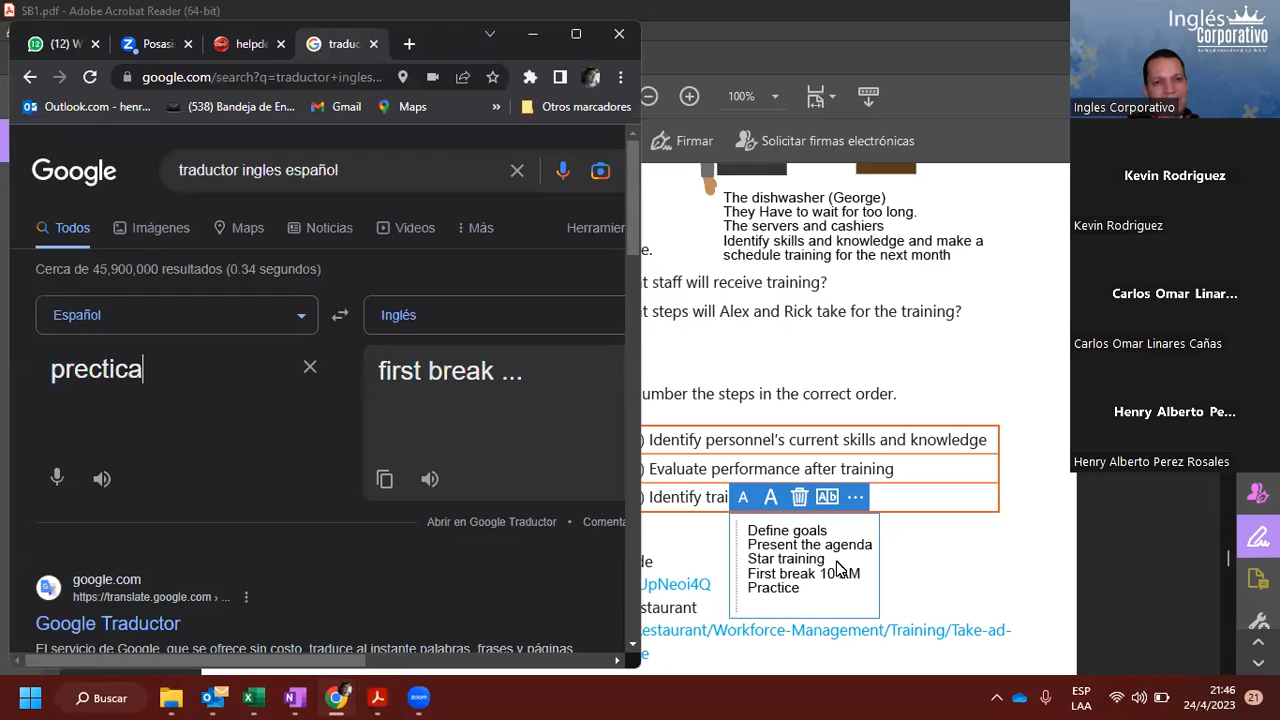 SB1.pdf - Adobe Acrobat Reader (64-bit)
(12) W
Posasi
helpde
traduc
google.com/search?q=traductor+ingles...
Outlook.com - henr...
(538) Bandeja de En...
Gmail
Maps
»
Otros marcadores
Google
traductor ingles español
Todos
Imágenes
Maps
Noticias
Vídeos
Más
Herramier
Cerca de 45,900,000 resultados (0.34 segundos)
Español
Inglés
prectica
first break ...
Abrir en Google Traductor
•
Comenta
google.com
https://translate.google.com › ...
Google Traductor
El servicio de Google, que se ofrece sin costo, traduce al instante palabras, frases y páginas
100%
Firmar
Solicitar firmas electrónicas
The dishwasher (George)
They Have to wait for too long.
The servers and cashiers
Identify skills and knowledge and make a
schedule training for the next month
e.
t staff will receive training?
t steps will Alex and Rick take for the training?
umber the steps in the correct order.
) Identify personnel's current skills and knowledge
) Evaluate performance after training
) Identify trai
A A Ab ...
Define goals
Present the agenda
Star training
First break 10 AM
Practice
de
JpNeoi4Q
staurant
estaurant/Workforce-Management/Training/Take-ad-
e
Inglés
Corporativo
Ingles Corporativo
Kevin Rodriguez
Kevin Rodriguez
Carlos Omar Linar...
Carlos Omar Linares Cañas
Henry Alberto Pe...
Henry Alberto Perez Rosales
Buscar
ESP
LAA
21:46
24/4/2023
21